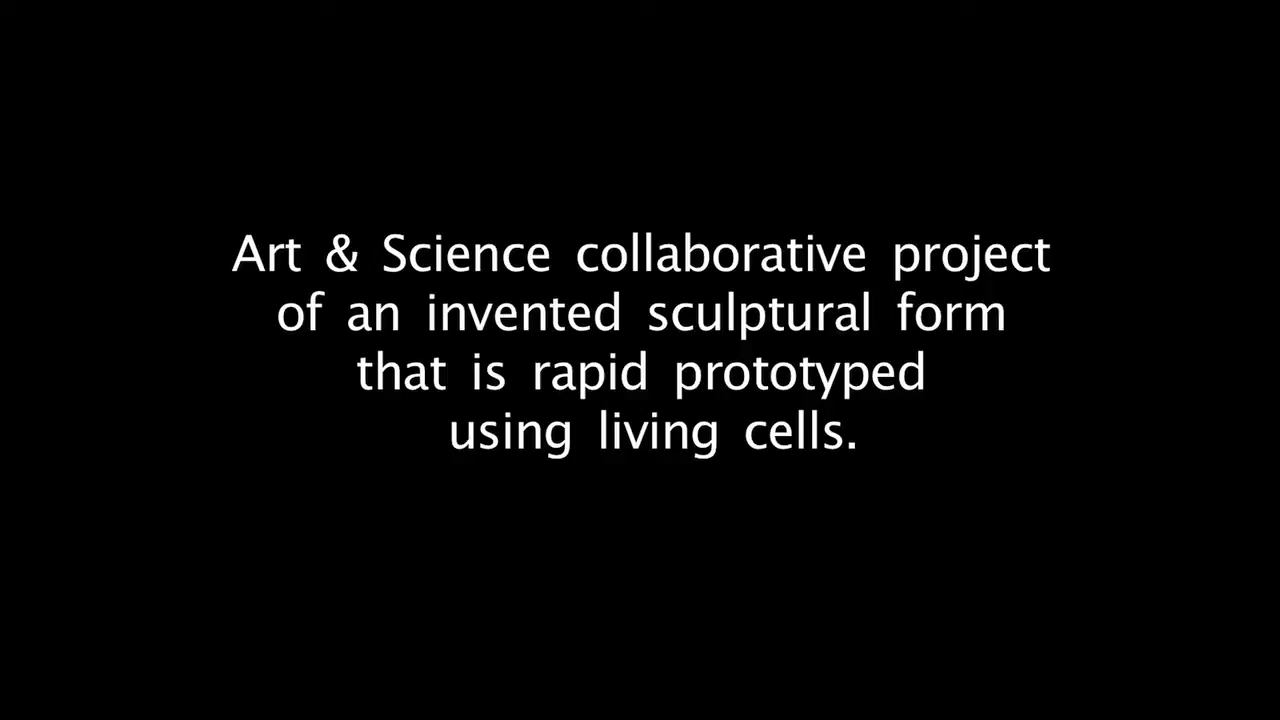 Art & Science collaborative project
of an invented sculptural form
that is rapid prototyped
using living cells.